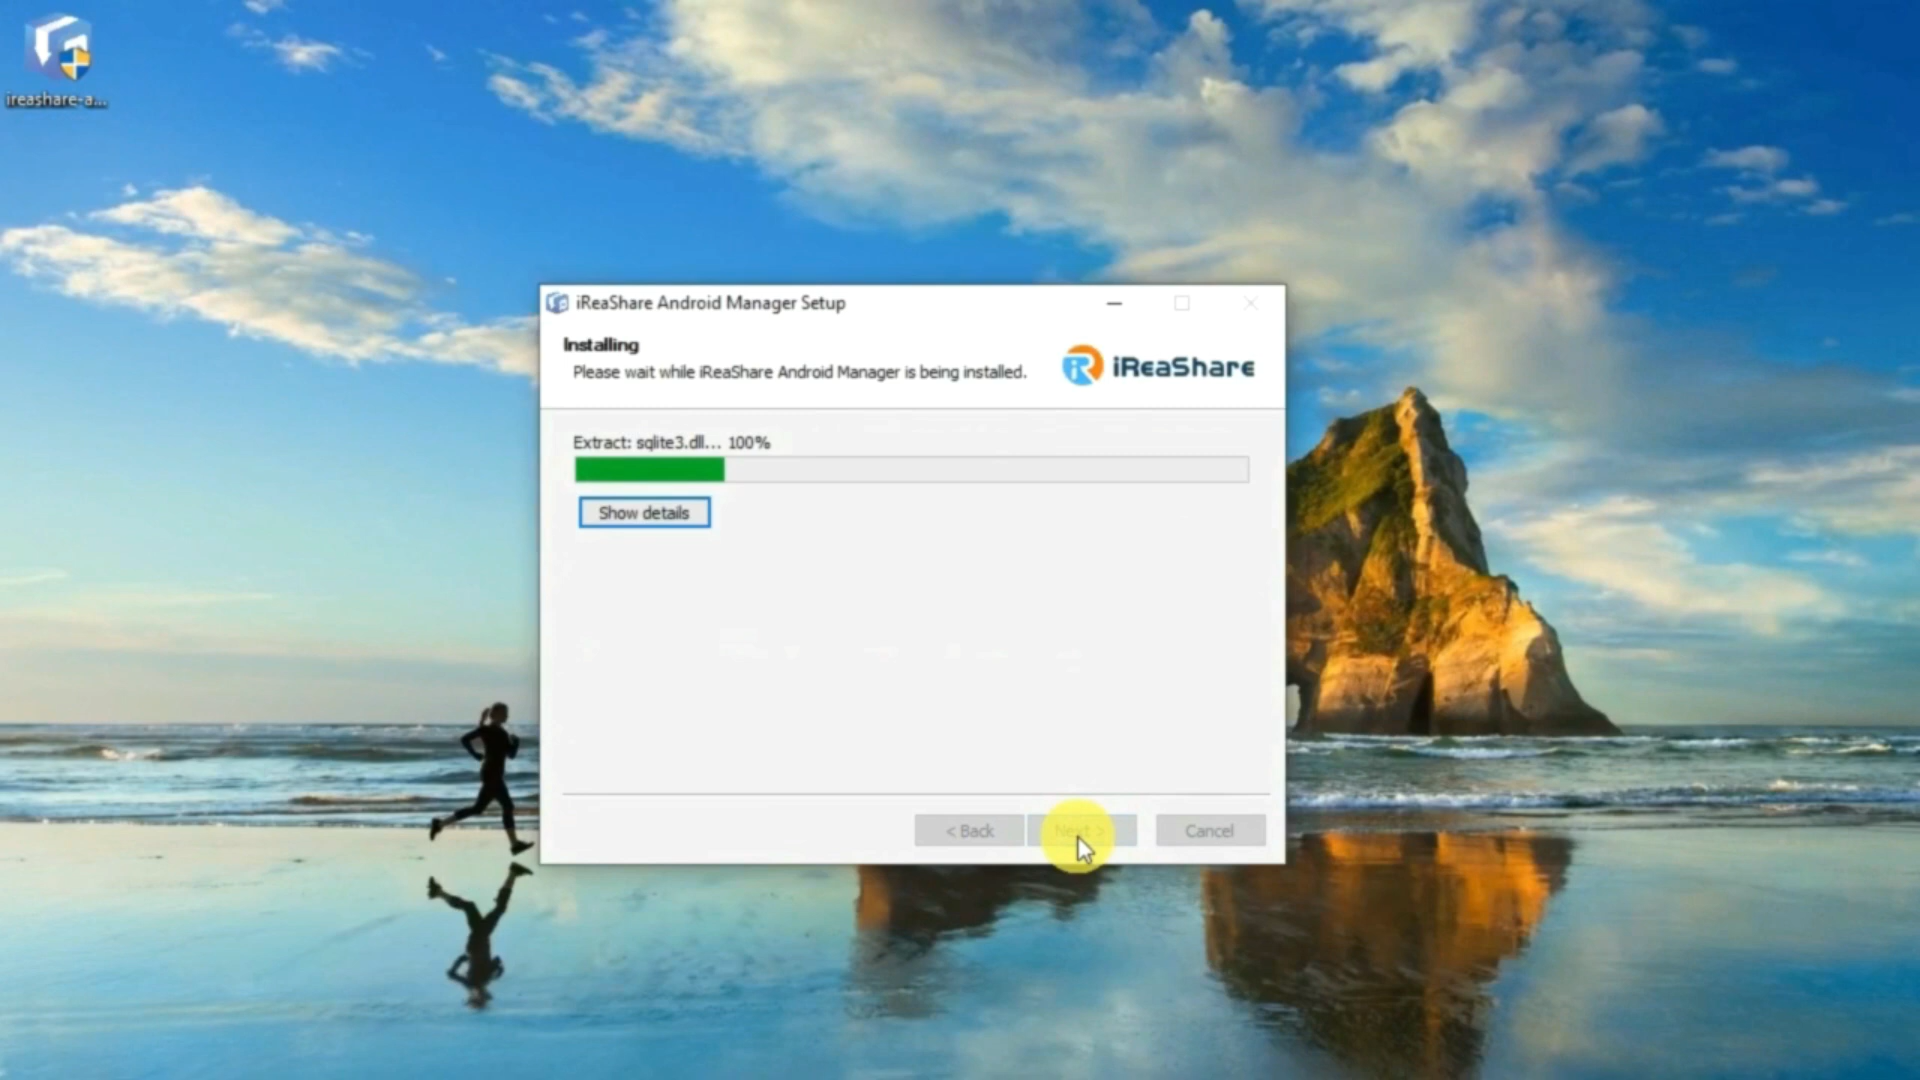 ireashare-a...
iReaShare Android Manager Setup
Installing
Please wait while iReaShare Android Manager is being installed.
iReaShare
Extract: sqlite3.dll... 100%
Show details
< Back
Next >
Cancel